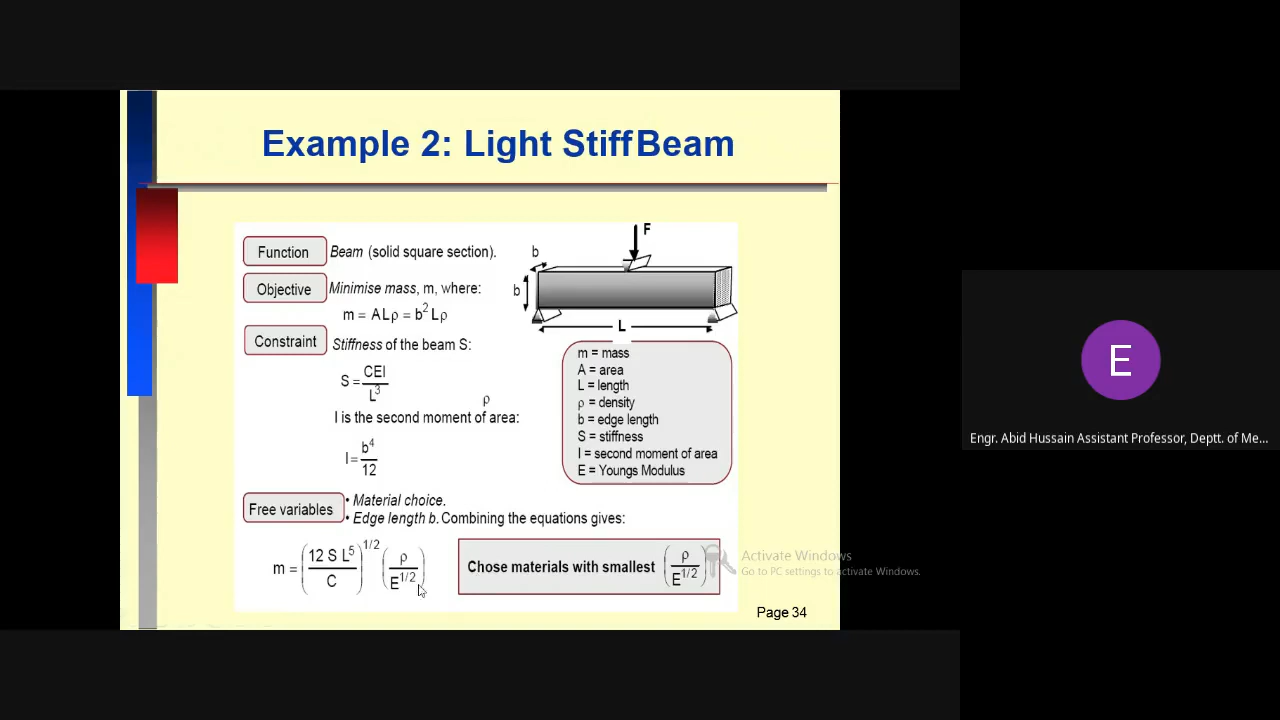 Example 2: Light Stiff Beam
Function
Beam (solid square section).
Objective
Minimise mass, m, where:
m = A L ρ = b² L ρ
Constraint
Stiffness of the beam S:
S = CEI / L³
ρ
I is the second moment of area:
I = b⁴ / 12
F
b
b
L
m = mass
A = area
L = length
ρ = density
b = edge length
S = stiffness
I = second moment of area
E = Youngs Modulus
Free variables
• Material choice.
• Edge length b. Combining the equations gives:
m = (12 S L⁵ / C)^1/2 (ρ / E^1/2)
Chose materials with smallest (ρ / E^1/2)
Activate Windows
Go to PC settings to activate Windows.
Page 34
E
Engr. Abid Hussain Assistant Professor, Deptt. of Me...